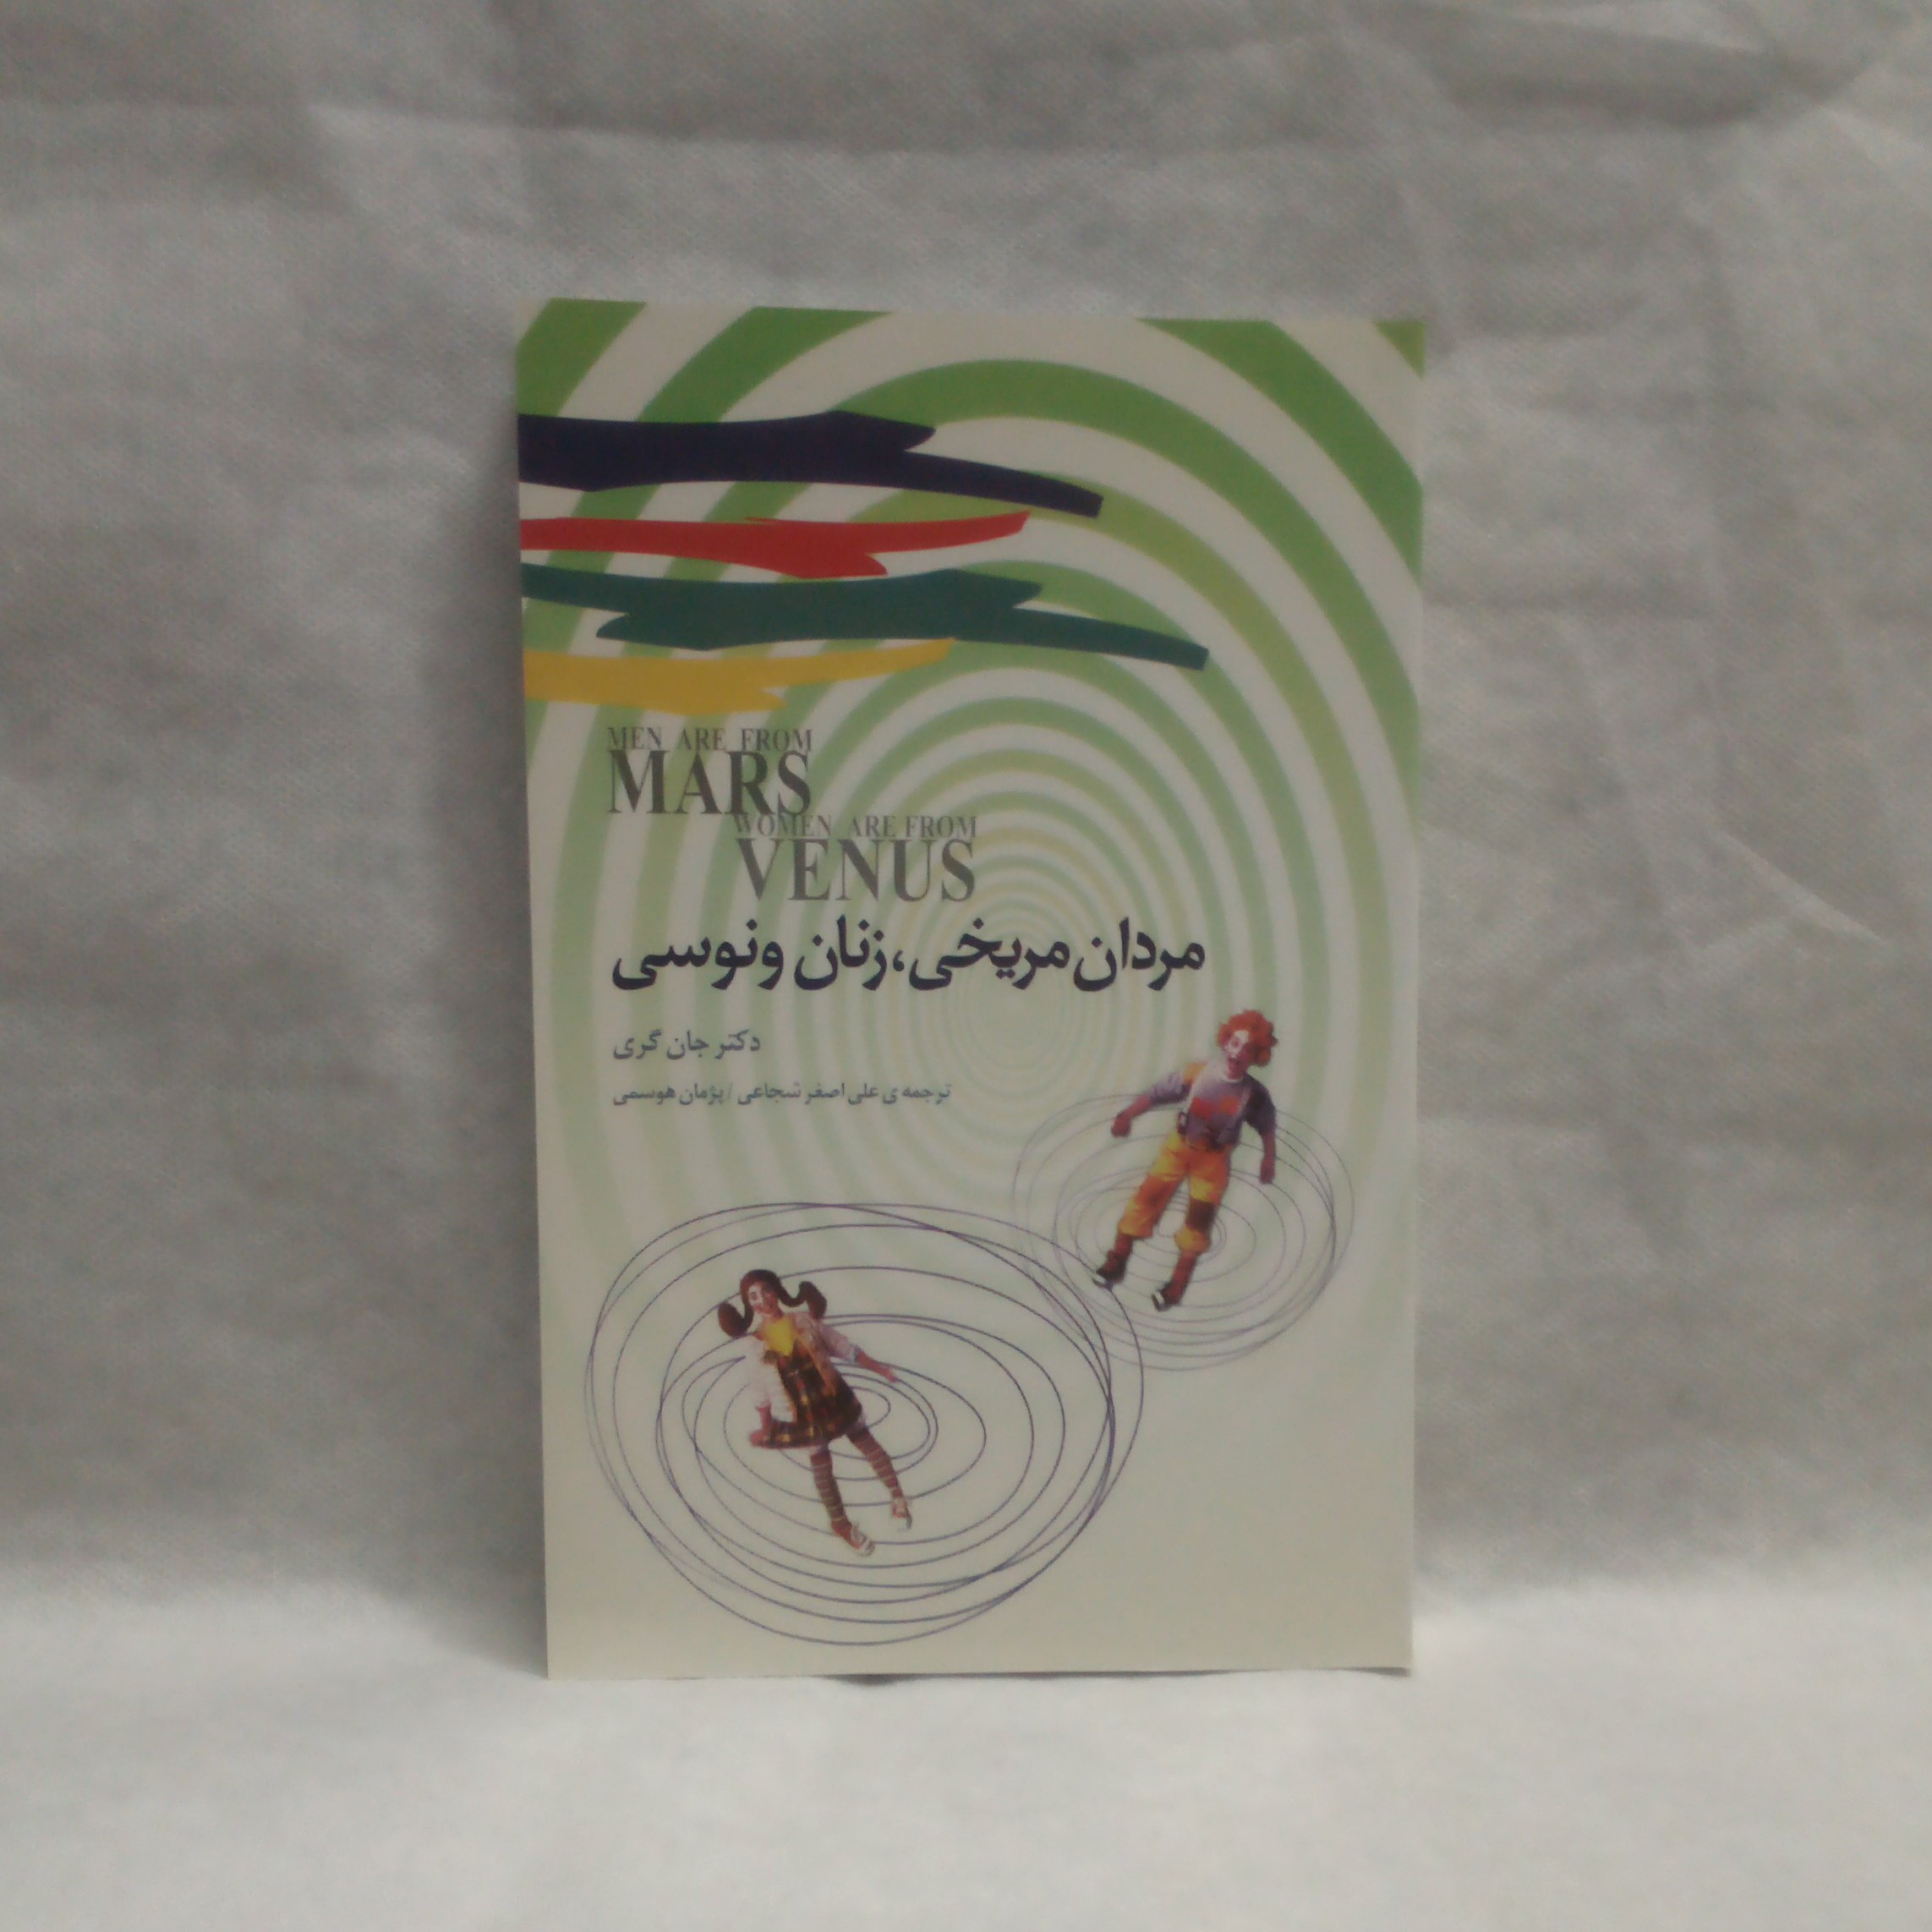 MEN ARE FROM
MARS
WOMEN ARE FROM
VENUS
مردان مریخی، زنان ونوسی
دکتر جان گری
ترجمه‌ی علی اصغر شجاعی / پژمان هوسمی